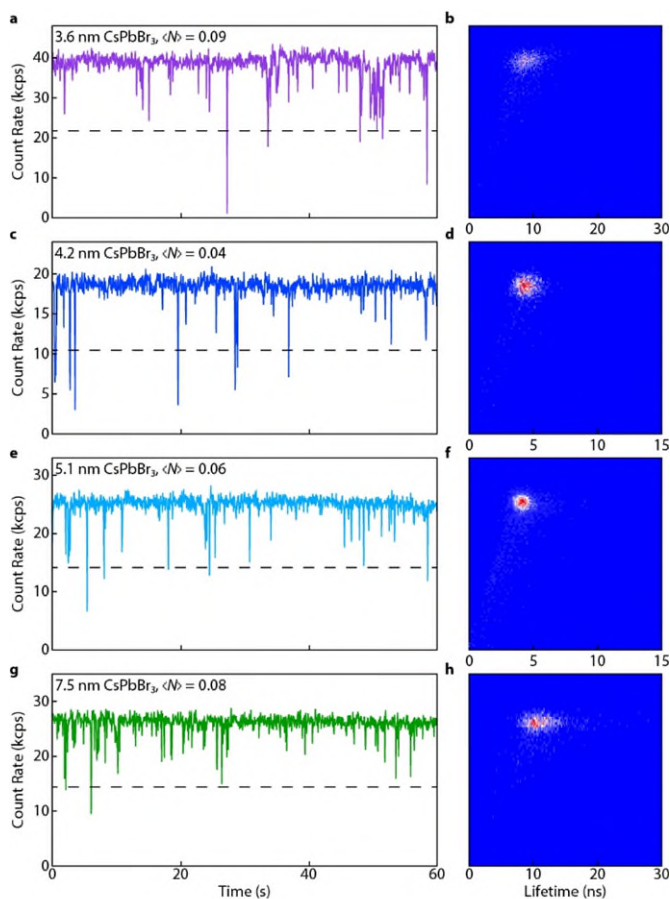 a
3.6 nm CsPbBr₃, ⟨N⟩ = 0.09
Count Rate (kcps)
40
30
20
10
0
0 20 40 60
b
0 10 20 30
c
4.2 nm CsPbBr₃, ⟨N⟩ = 0.04
Count Rate (kcps)
20
15
10
5
0
d
0 5 10 15
e
5.1 nm CsPbBr₃, ⟨N⟩ = 0.06
Count Rate (kcps)
30
20
10
0
f
0 5 10 15
g
7.5 nm CsPbBr₃, ⟨N⟩ = 0.08
Count Rate (kcps)
30
20
10
0
0 20 40 60
Time (s)
h
0 10 20 30
Lifetime (ns)